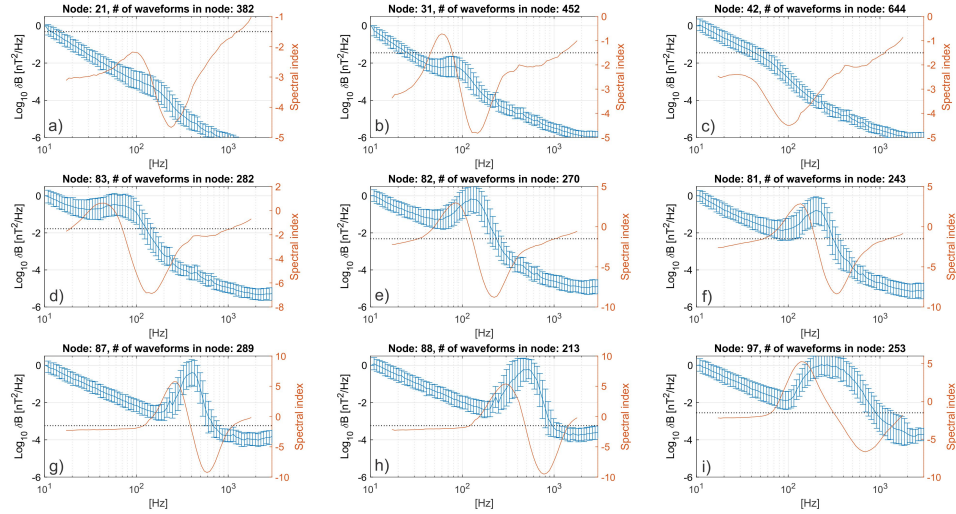 Node: 21, # of waveforms in node: 382
Log10 δB [nT2/Hz]
0
-2
-4
-6
a)
10^1
10^2
10^3
[Hz]
-1
-2
-3
-4
-5
Spectral index
Node: 31, # of waveforms in node: 452
Log10 δB [nT2/Hz]
0
-2
-4
-6
b)
10^1
10^2
10^3
[Hz]
0
-1
-2
-3
-4
-5
Spectral index
Node: 42, # of waveforms in node: 644
Log10 δB [nT2/Hz]
0
-2
-4
-6
c)
10^1
10^2
10^3
[Hz]
0
-1
-2
-3
-4
-5
Spectral index
Node: 83, # of waveforms in node: 282
Log10 δB [nT2/Hz]
0
-2
-4
-6
d)
10^1
10^2
10^3
[Hz]
2
0
-2
-4
-6
-8
Spectral index
Node: 82, # of waveforms in node: 270
Log10 δB [nT2/Hz]
0
-2
-4
-6
e)
10^1
10^2
10^3
[Hz]
5
0
-5
-10
Spectral index
Node: 81, # of waveforms in node: 243
Log10 δB [nT2/Hz]
0
-2
-4
-6
f)
10^1
10^2
10^3
[Hz]
5
0
-5
-10
Spectral index
Node: 87, # of waveforms in node: 289
Log10 δB [nT2/Hz]
0
-2
-4
-6
g)
10^1
10^2
10^3
[Hz]
10
5
0
-5
-10
Spectral index
Node: 88, # of waveforms in node: 213
Log10 δB [nT2/Hz]
0
-2
-4
-6
h)
10^1
10^2
10^3
[Hz]
10
5
0
-5
-10
Spectral index
Node: 97, # of waveforms in node: 253
Log10 δB [nT2/Hz]
0
-2
-4
-6
i)
10^1
10^2
10^3
[Hz]
10
5
0
-5
-10
Spectral index